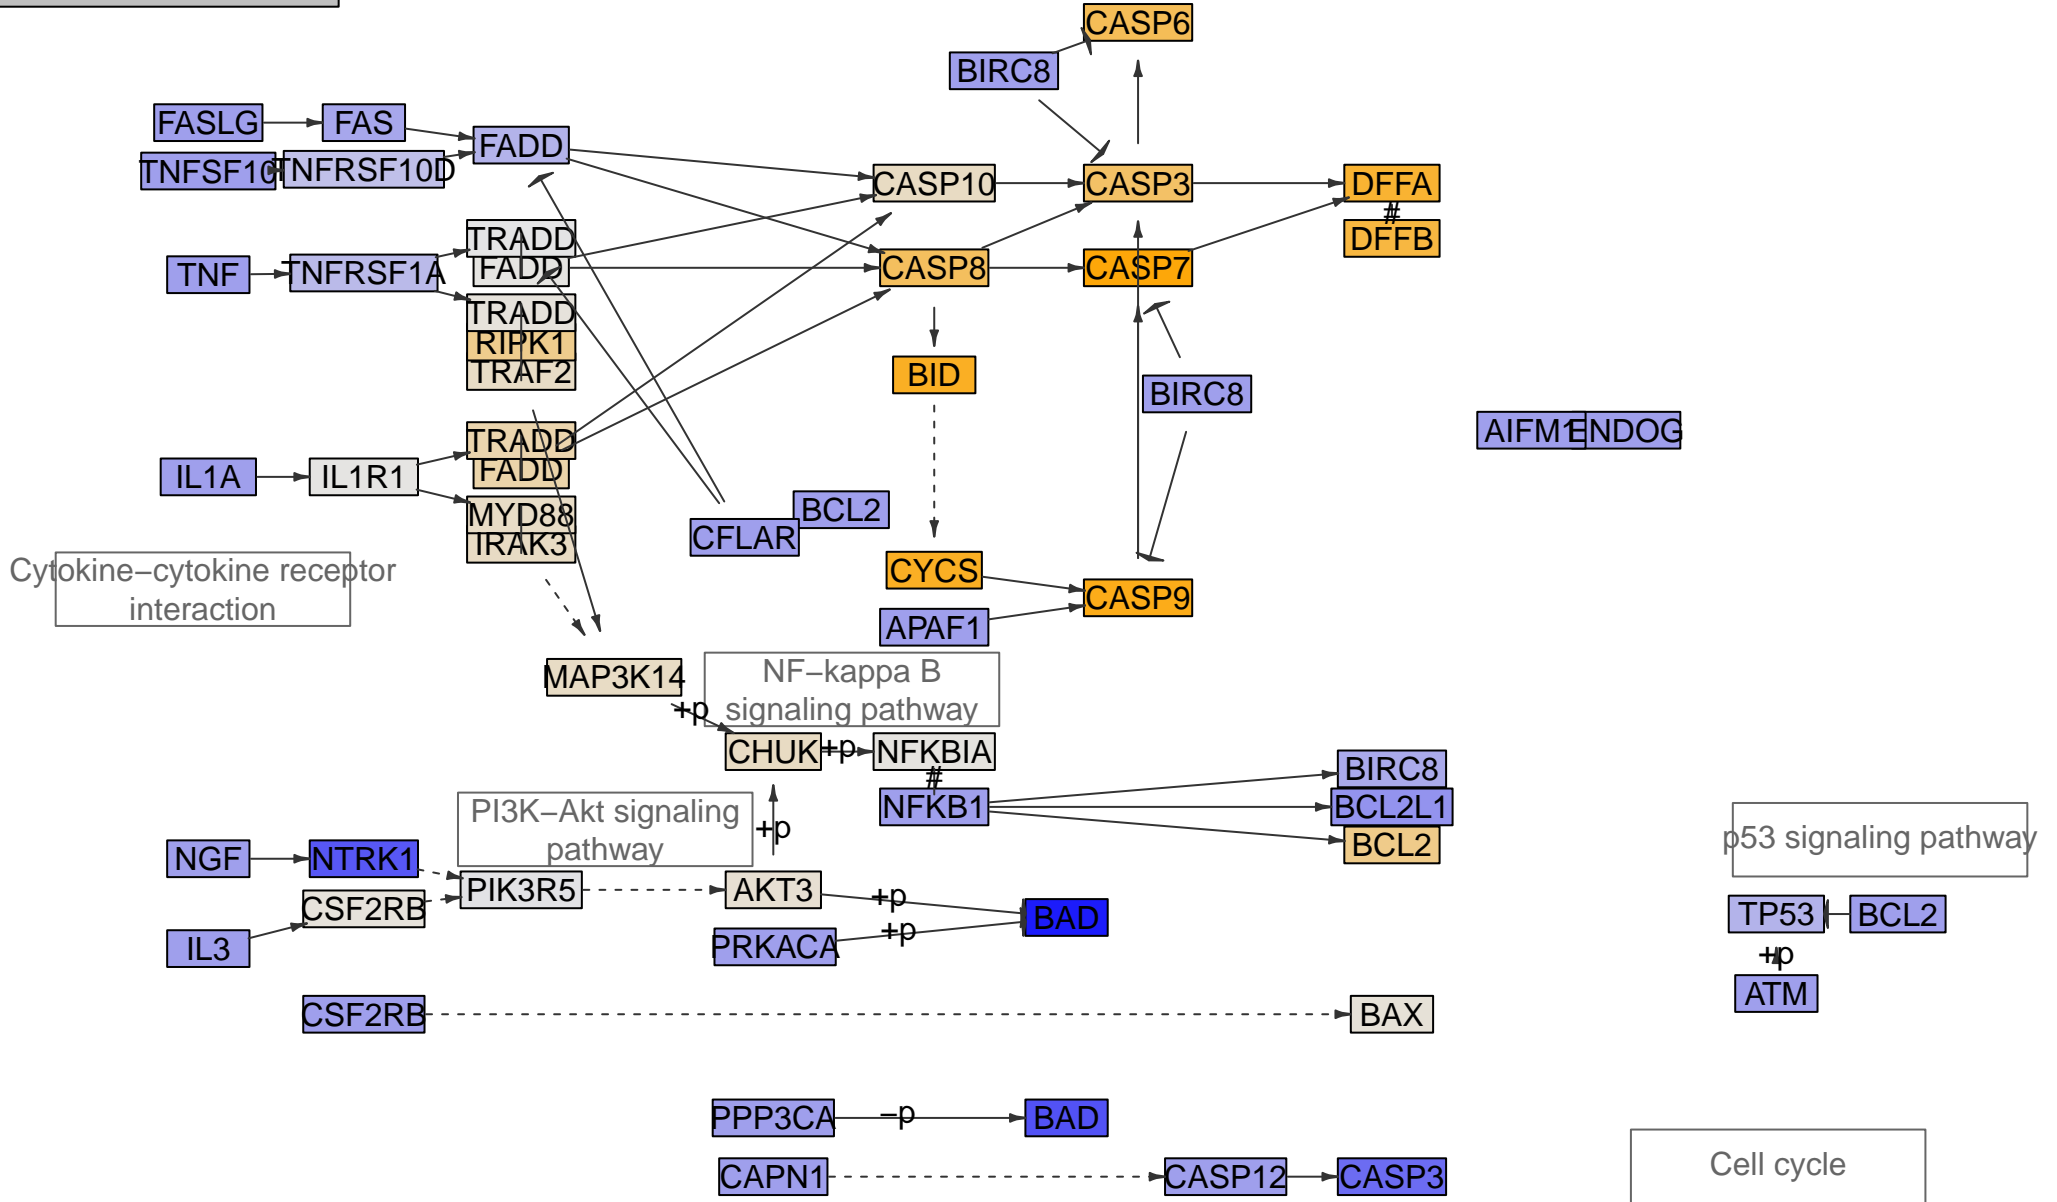 CASP6
BIRC8
FASLG
FAS
FADD
TNFSF10
TNFRSF10D
CASP10
CASP3
DFFA
#
DFFB
TRADD
FADD
TNF
TNFRSF1A
CASP8
CASP7
TRADD
RIPK1
TRAF2
BID
BIRC8
AIFM1
ENDOG
TRADD
FADD
IL1A
IL1R1
MYD88
IRAK3
BCL2
CFLAR
Cytokine−cytokine receptor
interaction
CYCS
CASP9
APAF1
MAP3K14
NF−kappa B
signaling pathway
+p
CHUK
+p
NFKBIA
#
NFKB1
BIRC8
BCL2L1
BCL2
PI3K−Akt signaling
pathway
+p
p53 signaling pathway
NGF
NTRK1
PIK3R5
AKT3
+p
BAD
CSF2RB
IL3
PRKACA
+p
TP53
BCL2
+p
ATM
CSF2RB
BAX
PPP3CA
−p
BAD
CAPN1
CASP12
CASP3
Cell cycle